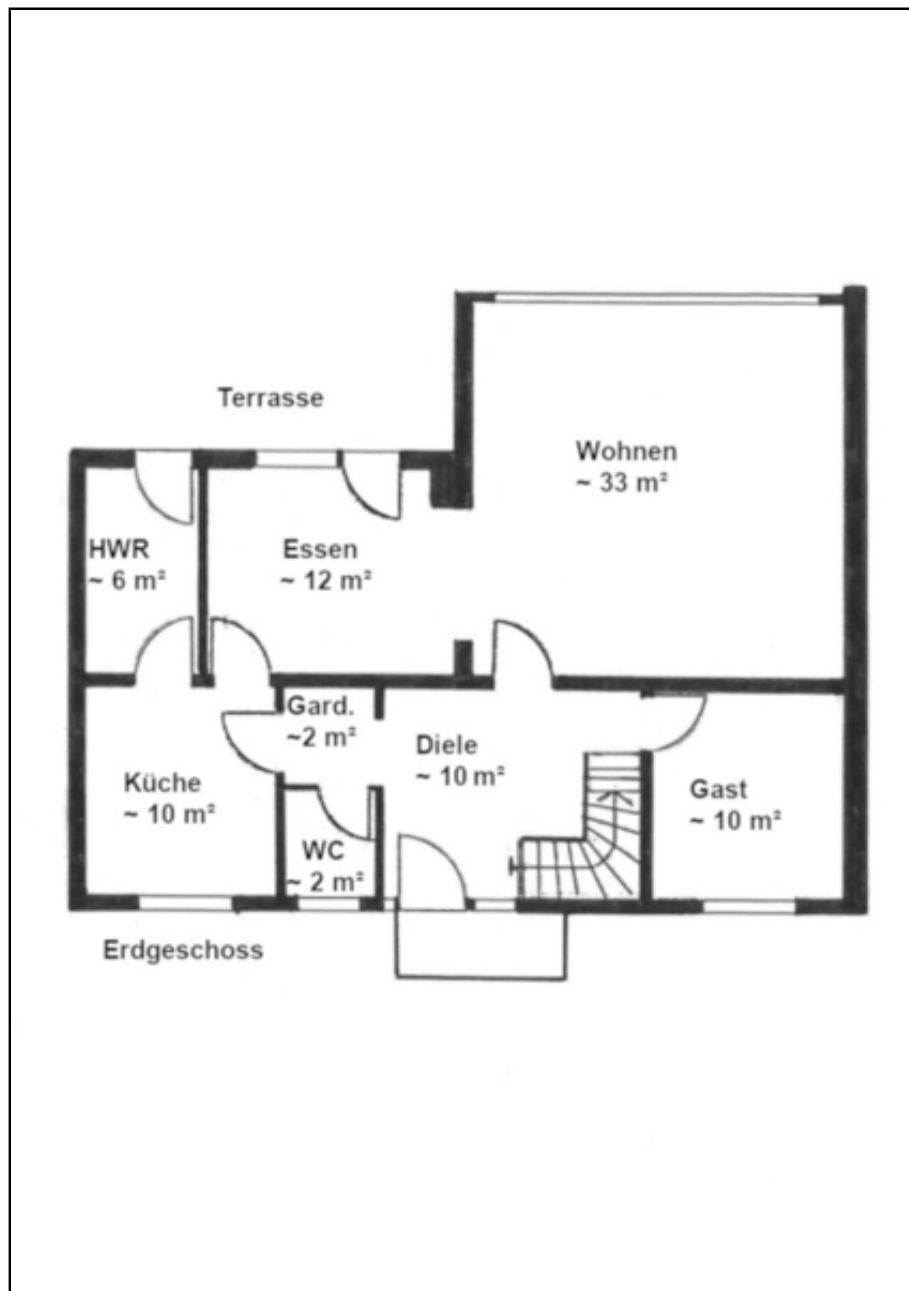 Terrasse
Wohnen
~ 33 m²
HWR
~ 6 m²
Essen
~ 12 m²
Gard.
~2 m²
Diele
~ 10 m²
Küche
~ 10 m²
Gast
~ 10 m²
WC
~ 2 m²
Erdgeschoss